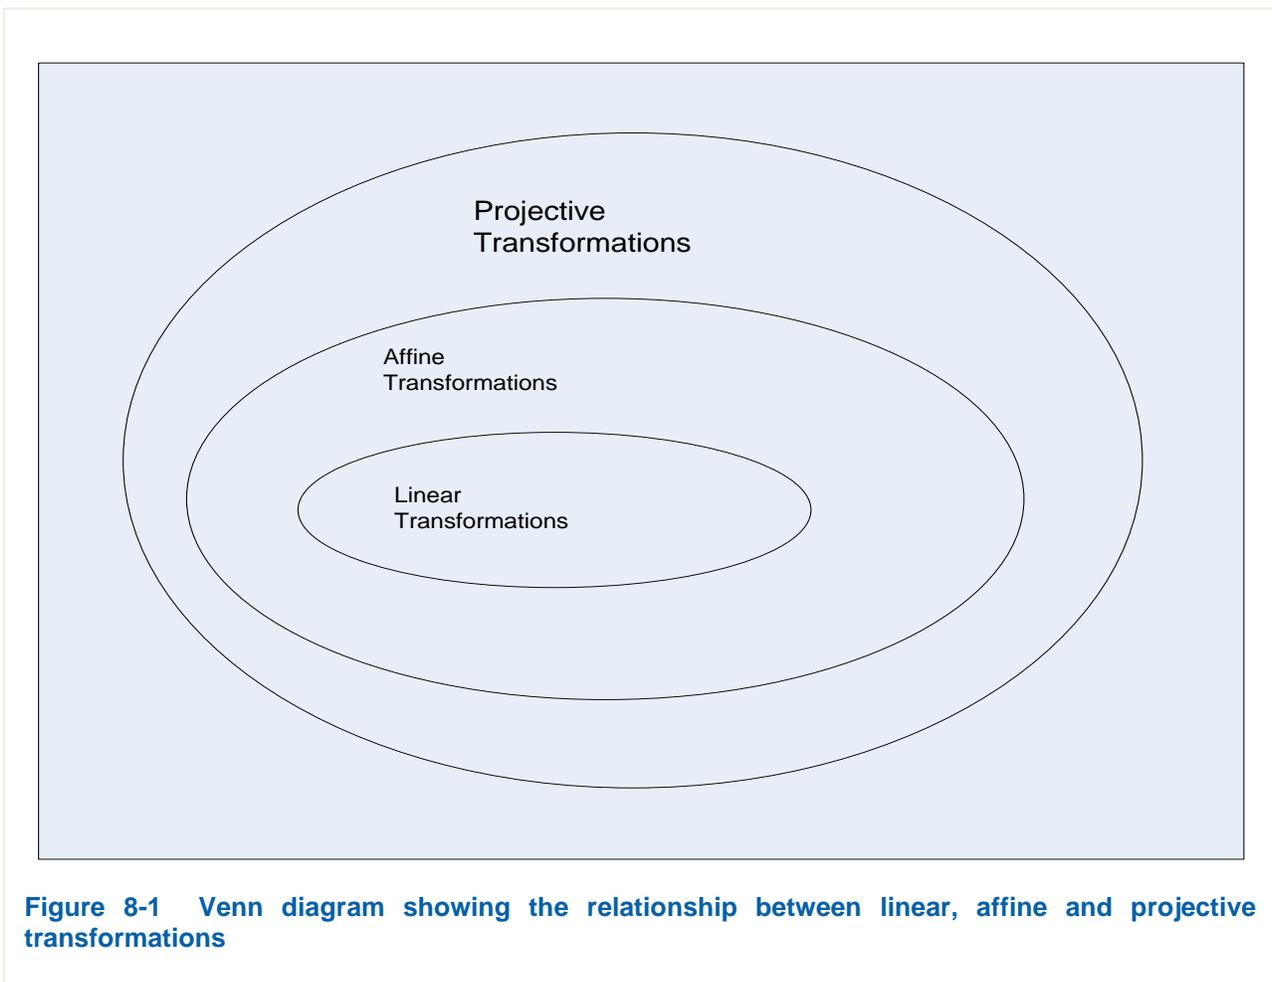 Projective
Transformations
Affine
Transformations
Linear
Transformations
Figure 8-1 Venn diagram showing the relationship between linear, affine and projective
transformations